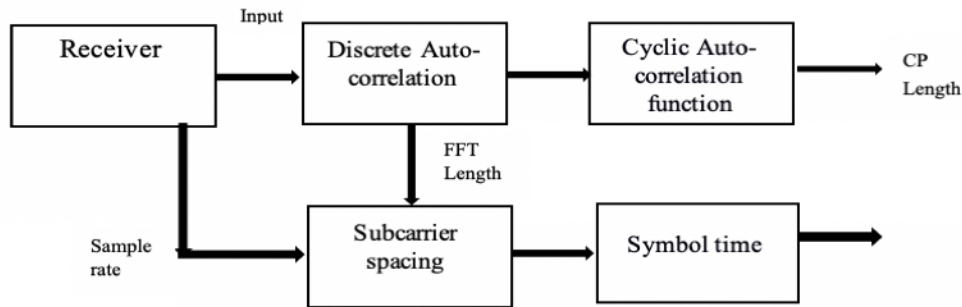 Input
Receiver
Discrete Auto-
correlation
Cyclic Auto-
correlation
function
CP
Length
FFT
Length
Sample
rate
Subcarrier
spacing
Symbol time